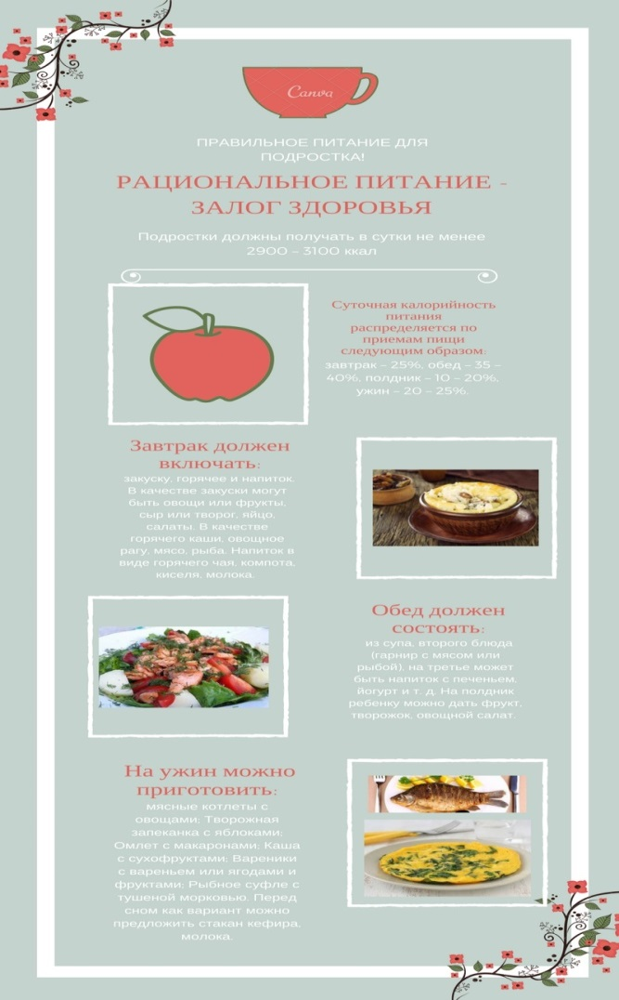 Canva
ПРАВИЛЬНОЕ ПИТАНИЕ ДЛЯ
ПОДРОСТКА!
РАЦИОНАЛЬНОЕ ПИТАНИЕ -
ЗАЛОГ ЗДОРОВЬЯ
Подростки должны получать в сутки не менее
2900 – 3100 ккал
Суточная калорийность
питания
распределяется по
приемам пищи
следующим образом:
завтрак – 25%, обед – 35 –
40%, полдник – 10 – 20%,
ужин – 20 – 25%.
Завтрак должен
включать:
закуску, горячее и напиток.
В качестве закуски могут
быть овощи или фрукты,
сыр или творог, яйцо,
салаты. В качестве
горячего каши, овощное
рагу, мясо, рыба. Напиток в
виде горячего чая, компота,
киселя, молока.
Обед должен
состоять:
из супа, второго блюда
(гарнир с мясом или
рыбой), на третье может
быть напиток с печеньем,
йогурт и т. д. На полдник
ребенку можно дать фрукт,
творожок, овощной салат.
На ужин можно
приготовить:
мясные котлеты с
овощами; Творожная
запеканка с яблоками;
Омлет с макаронами; Каша
с сухофруктами; Вареники
с вареньем или ягодами и
фруктами; Рыбное суфле с
тушеной морковью. Перед
сном как вариант можно
предложить стакан кефира,
молока.